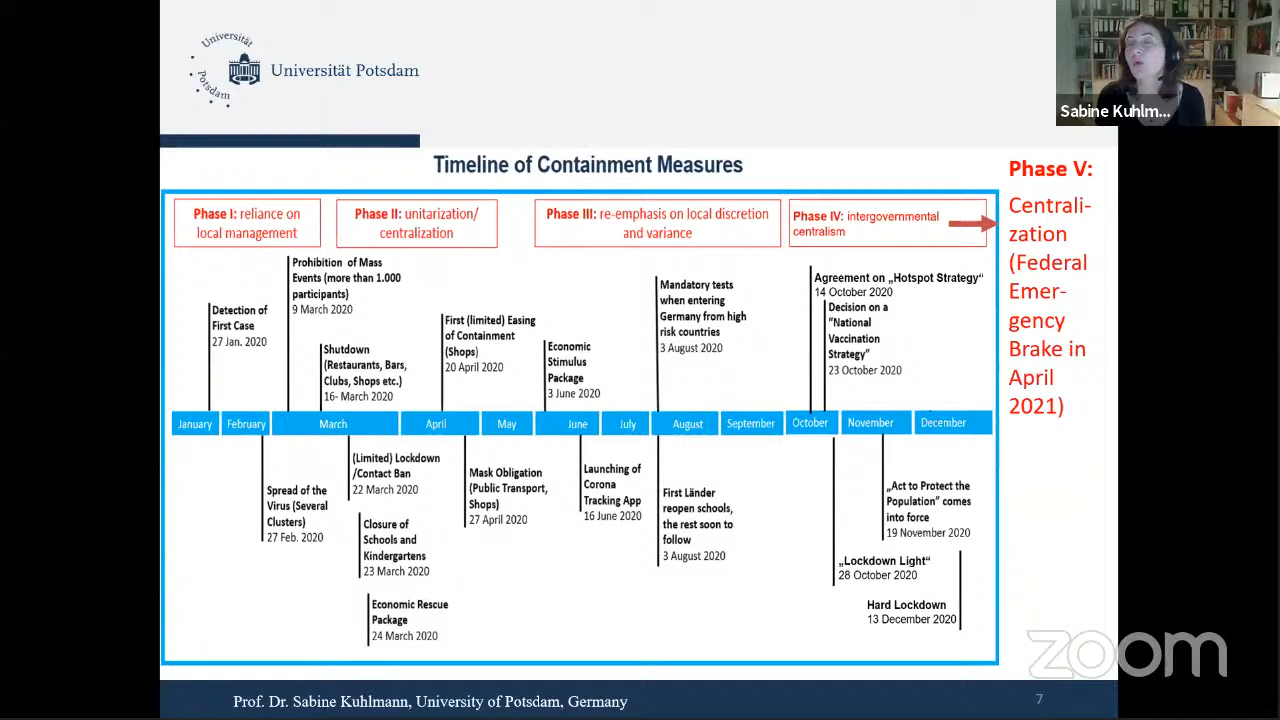 Universität
Potsdam
Universität Potsdam
Sabine Kuhlm...
Timeline of Containment Measures
Phase I: reliance on
local management
Phase II: unitarization/
centralization
Phase III: re-emphasis on local discretion
and variance
Phase IV: intergovernmental
centralism
Phase V:
Centrali-
zation
(Federal
Emer-
gency
Brake in
April
2021)
Detection of
First Case
27 Jan. 2020
Prohibition of Mass
Events (more than 1.000
participants)
9 March 2020
Shutdown
(Restaurants, Bars,
Clubs, Shops etc.)
16- March 2020
First (limited) Easing
of Containment
(Shops)
20 April 2020
Economic
Stimulus
Package
3 June 2020
Mandatory tests
when entering
Germany from high
risk countries
3 August 2020
Agreement on „Hotspot Strategy“
14 October 2020
Decision on a
“National
Vaccination
Strategy”
23 October 2020
January
February
March
April
May
June
July
August
September
October
November
December
Spread of the
Virus (Several
Clusters)
27 Feb. 2020
(Limited) Lockdown
/Contact Ban
22 March 2020
Closure of
Schools and
Kindergartens
23 March 2020
Economic Rescue
Package
24 March 2020
Mask Obligation
(Public Transport,
Shops)
27 April 2020
Launching of
Corona
Tracking App
16 June 2020
First Länder
reopen schools,
the rest soon to
follow
3 August 2020
„Act to Protect the
Population” comes
into force
19 November 2020
„Lockdown Light“
28 October 2020
Hard Lockdown
13 December 2020
zoom
Prof. Dr. Sabine Kuhlmann, University of Potsdam, Germany
7